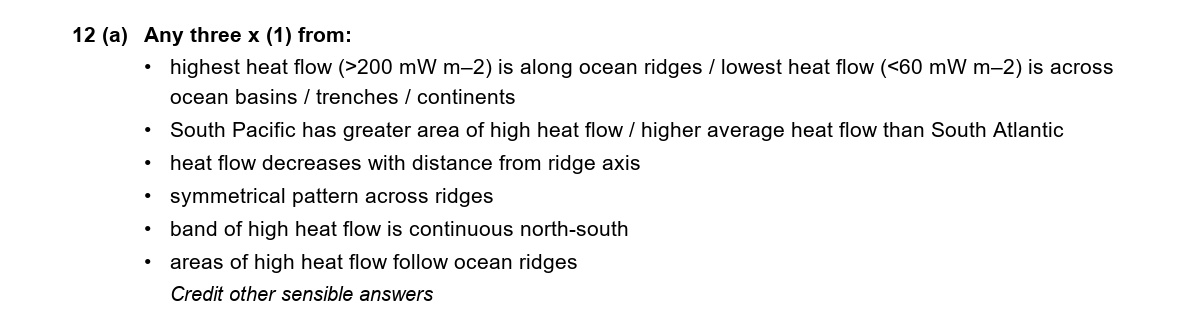 12 (a) Any three x (1) from:
• highest heat flow (>200 mW m–2) is along ocean ridges / lowest heat flow (<60 mW m–2) is across
ocean basins / trenches / continents
• South Pacific has greater area of high heat flow / higher average heat flow than South Atlantic
• heat flow decreases with distance from ridge axis
• symmetrical pattern across ridges
• band of high heat flow is continuous north-south
• areas of high heat flow follow ocean ridges
Credit other sensible answers